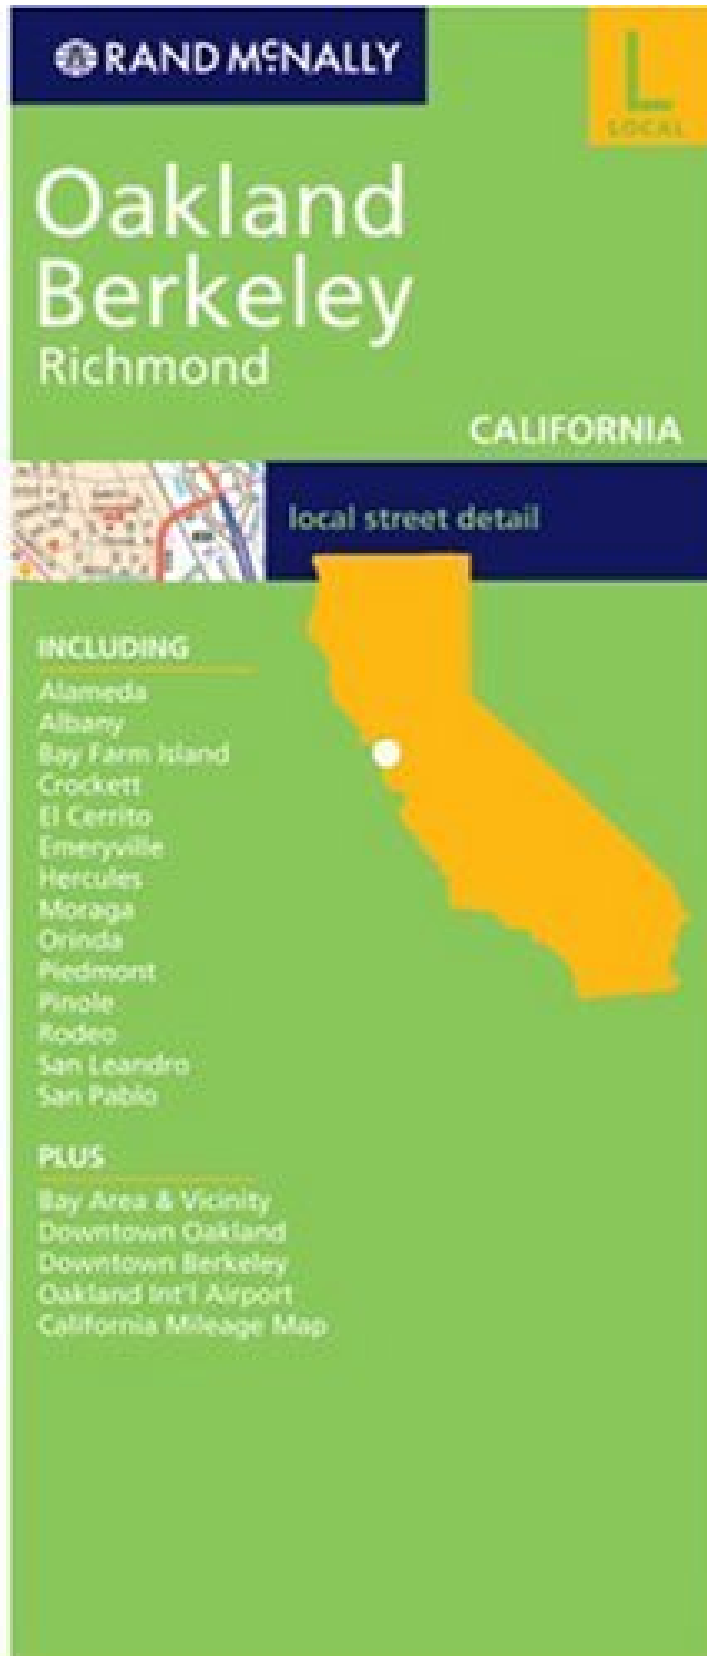 RAND McNALLY
L
LOCAL
Oakland
Berkeley
Richmond
CALIFORNIA
local street detail
INCLUDING
Alameda
Albany
Bay Farm Island
Crockett
El Cerrito
Emeryville
Hercules
Moraga
Orinda
Piedmont
Pinole
Rodeo
San Leandro
San Pablo
PLUS
Bay Area & Vicinity
Downtown Oakland
Downtown Berkeley
Oakland Int'l Airport
California Mileage Map